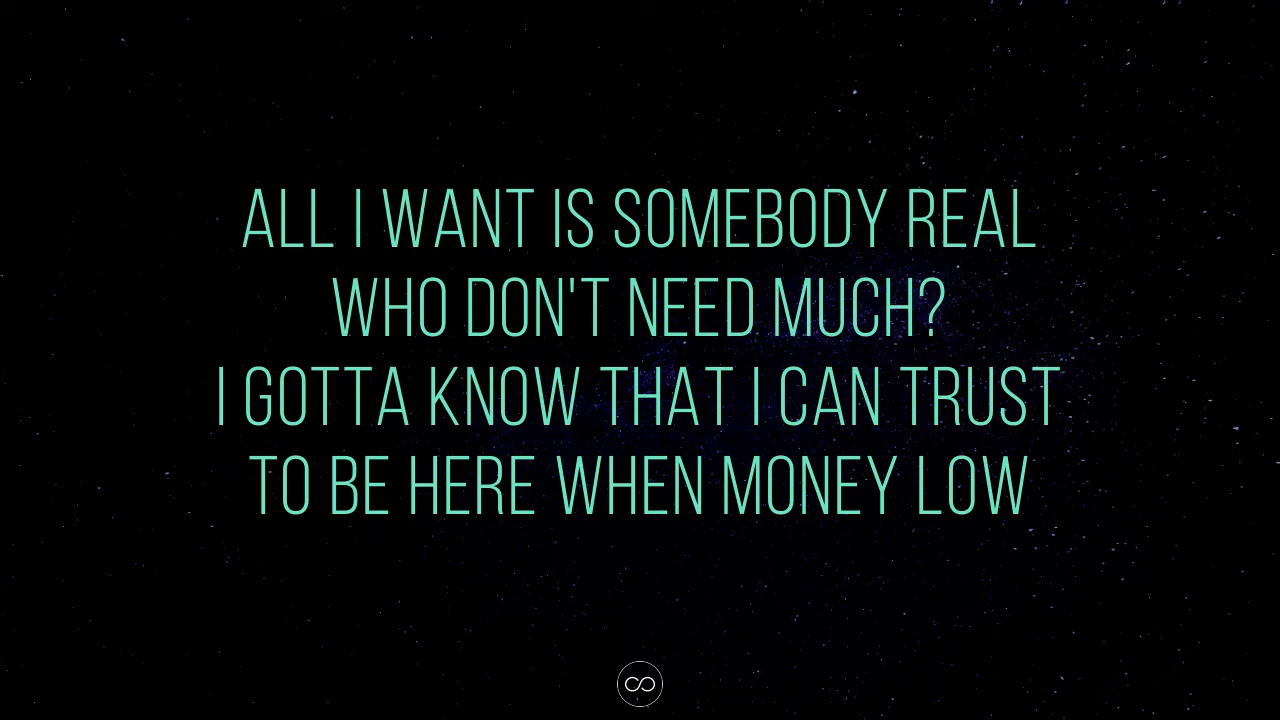 ALL I WANT IS SOMEBODY REAL
WHO DON'T NEED MUCH?
I GOTTA KNOW THAT I CAN TRUST
TO BE HERE WHEN MONEY LOW